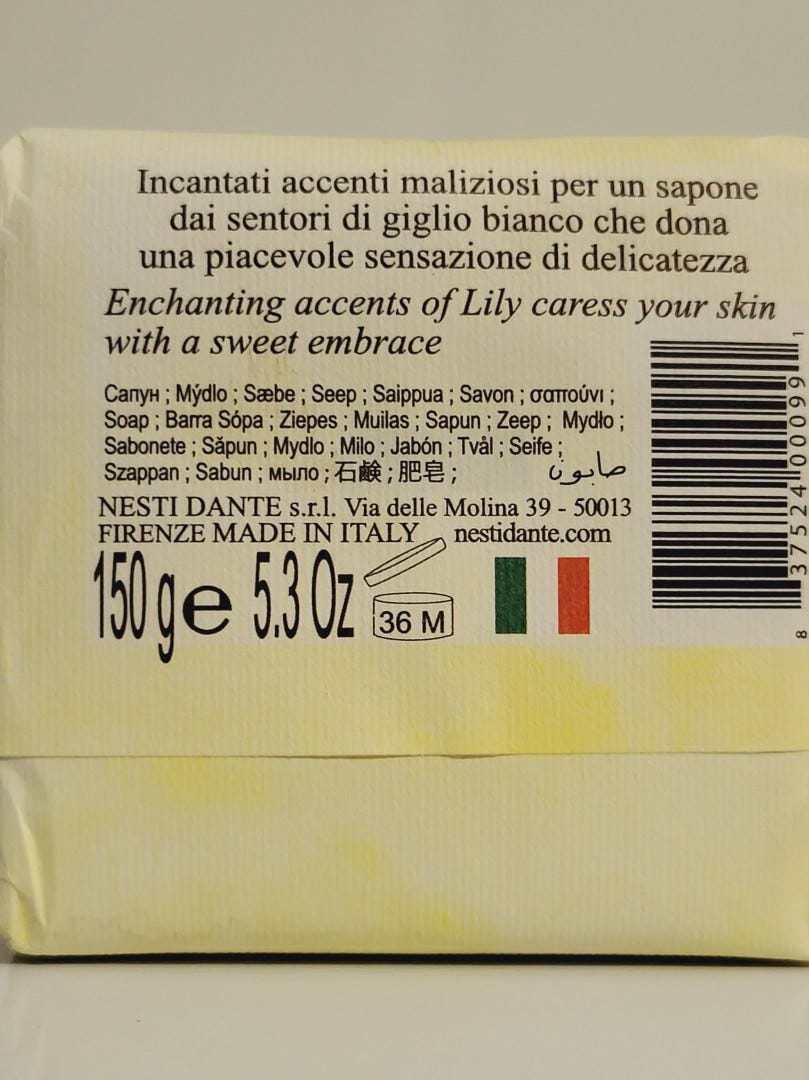 Incantati accenti maliziosi per un sapone
dai sentori di giglio bianco che dona
una piacevole sensazione di delicatezza
Enchanting accents of Lily caress your skin
with a sweet embrace
Сапун ; Mýdlo ; Sæbe ; Seep ; Saippua ; Savon ; σαπούνι ;
Soap ; Barra Sópa ; Ziepes ; Muilas ; Sapun ; Zeep ; Mydło ;
Sabonete ; Săpun ; Mydlo ; Milo ; Jabón ; Tvål ; Seife ;
Szappan ; Sabun ; мыло ; 石鹸 ; 肥皂 ; صابون
NESTI DANTE s.r.l. Via delle Molina 39 - 50013
FIRENZE MADE IN ITALY nestidante.com
150 g e 5.3 Oz
36 M
8 375240 0099 1